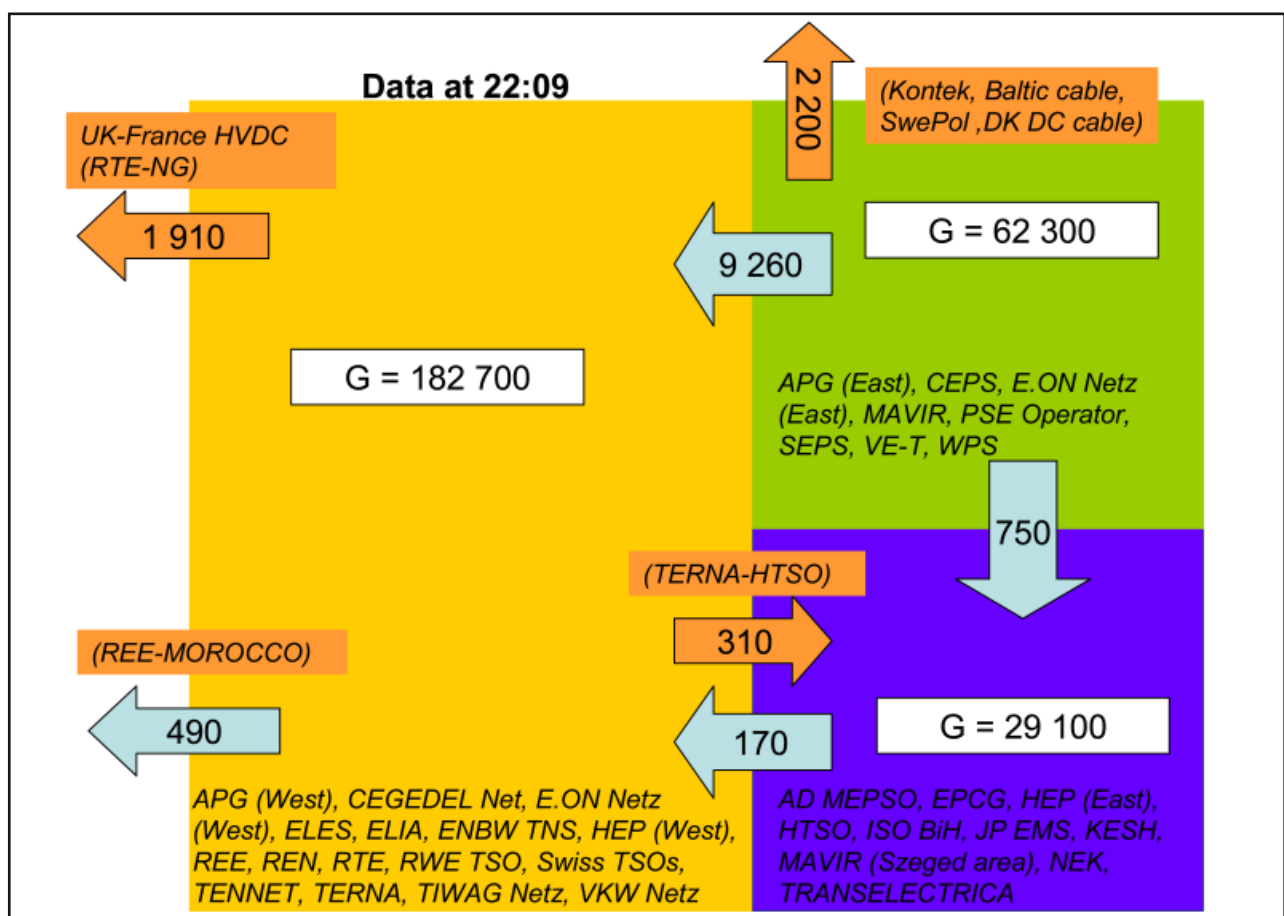 Data at 22:09
2 200
(Kontek, Baltic cable,
SwePol ,DK DC cable)
UK-France HVDC
(RTE-NG)
1 910
G = 62 300
9 260
G = 182 700
APG (East), CEPS, E.ON Netz
(East), MAVIR, PSE Operator,
SEPS, VE-T, WPS
750
(TERNA-HTSO)
310
(REE-MOROCCO)
490
170
G = 29 100
APG (West), CEGEDEL Net, E.ON Netz
(West), ELES, ELIA, ENBW TNS, HEP (West),
REE, REN, RTE, RWE TSO, Swiss TSOs,
TENNET, TERNA, TIWAG Netz, VKW Netz
AD MEPSO, EPCG, HEP (East),
HTSO, ISO BiH, JP EMS, KESH,
MAVIR (Szeged area), NEK,
TRANSELECTRICA